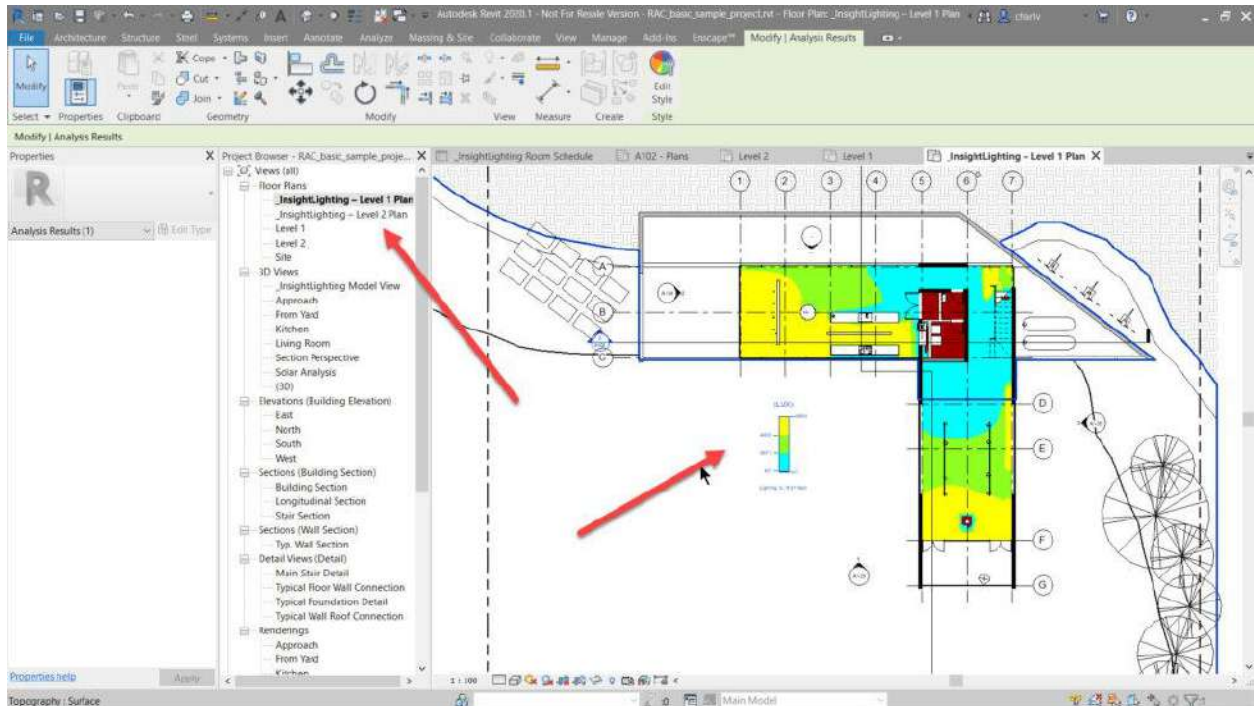 Autodesk Revit 2020.1 - Not For Resale Version - RAC_basic_sample_project.rvt - Floor Plan: _InsightLighting – Level 1 Plan
charlv
File Architecture Structure Steel Systems Insert Annotate Analyze Massing & Site Collaborate View Manage Add-Ins Enscape™ Modify | Analysis Results
Modify
Paste
Cope
Cut
Join
Edit
Style
Select Properties Clipboard Geometry Modify View Measure Create Style
Modify | Analysis Results
Properties X
R
Analysis Results (1) Edit Type
Properties help Apply
Project Browser - RAC_basic_sample_proje... X
Views (all)
Floor Plans
_InsightLighting – Level 1 Plan
_InsightLighting – Level 2 Plan
Level 1
Level 2
Site
3D Views
_InsightLighting Model View
Approach
From Yard
Kitchen
Living Room
Section Perspective
Solar Analysis
{3D}
Elevations (Building Elevation)
East
North
South
West
Sections (Building Section)
Building Section
Longitudinal Section
Stair Section
Sections (Wall Section)
Typ. Wall Section
Detail Views (Detail)
Main Stair Detail
Typical Floor Wall Connection
Typical Foundation Detail
Typical Wall Roof Connection
Renderings
Approach
From Yard
Kitchen
_InsightLighting Room Schedule A102 - Plans Level 2 Level 1 _InsightLighting - Level 1 Plan X
1 2 3 4 5 6 7
A
B
C
D
E
F
G
1 : 100
Topography : Surface
Main Model